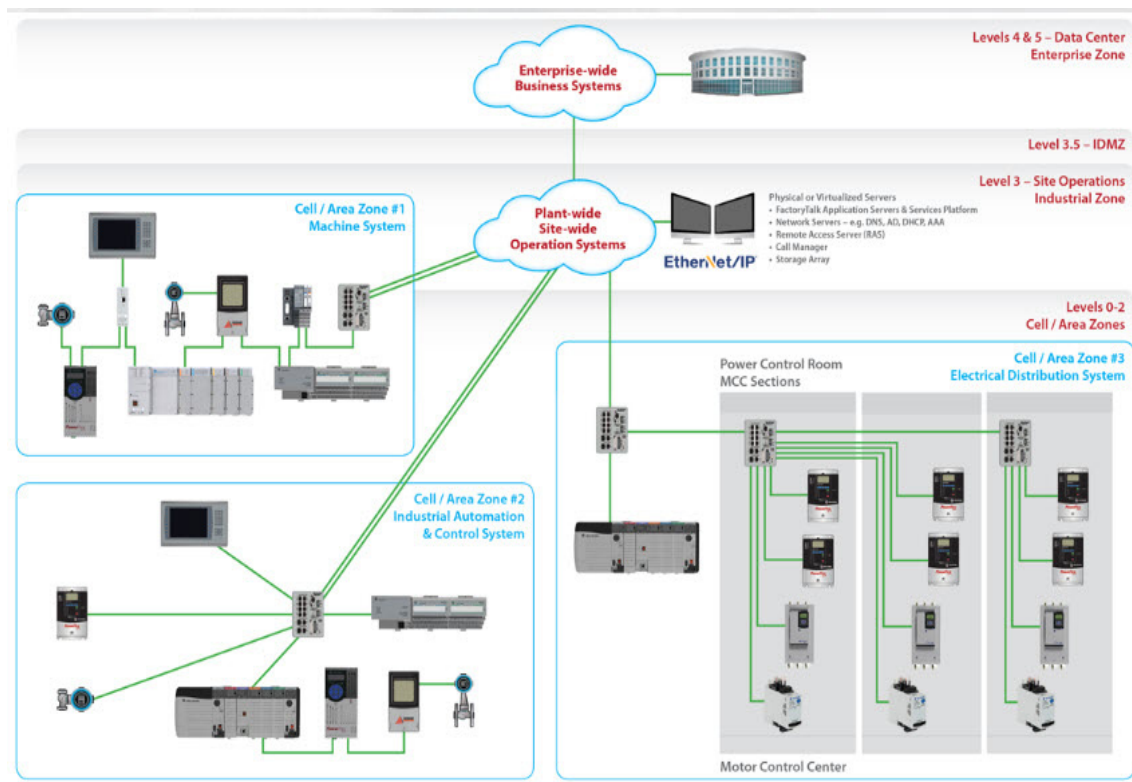 Levels 4 & 5 – Data Center
Enterprise Zone
Enterprise-wide
Business Systems
Level 3.5 – IDMZ
Level 3 – Site Operations
Industrial Zone
Plant-wide
Site-wide
Operation Systems
Physical or Virtualized Servers
• FactoryTalk Application Servers & Services Platform
• Network Servers – e.g. DNS, AD, DHCP, AAA
• Remote Access Server (RAS)
• Call Manager
• Storage Array
EtherNet/IP
Cell / Area Zone #1
Machine System
Levels 0-2
Cell / Area Zones
Cell / Area Zone #3
Electrical Distribution System
Power Control Room
MCC Sections
Cell / Area Zone #2
Industrial Automation
& Control System
Motor Control Center